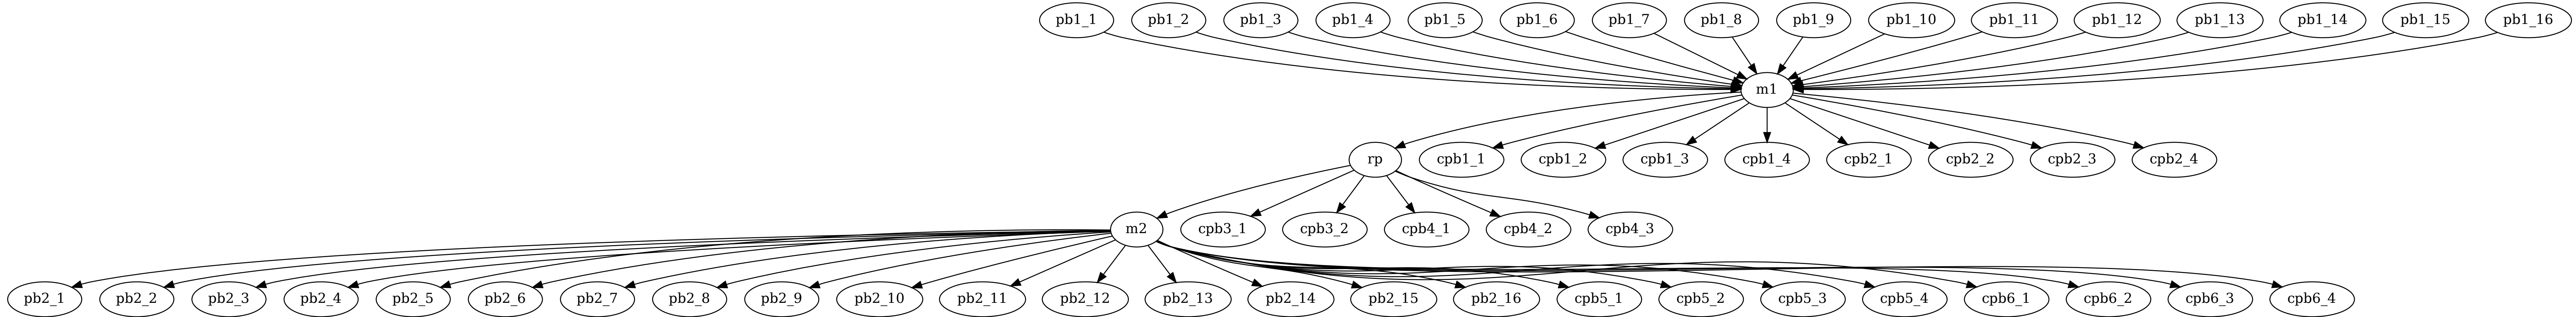 pb1_1 pb1_2 pb1_3 pb1_4 pb1_5 pb1_6 pb1_7 pb1_8 pb1_9 pb1_10 pb1_11 pb1_12 pb1_13 pb1_14 pb1_15 pb1_16
m1
rp cpb1_1 cpb1_2 cpb1_3 cpb1_4 cpb2_1 cpb2_2 cpb2_3 cpb2_4
m2 cpb3_1 cpb3_2 cpb4_1 cpb4_2 cpb4_3
pb2_1 pb2_2 pb2_3 pb2_4 pb2_5 pb2_6 pb2_7 pb2_8 pb2_9 pb2_10 pb2_11 pb2_12 pb2_13 pb2_14 pb2_15 pb2_16 cpb5_1 cpb5_2 cpb5_3 cpb5_4 cpb6_1 cpb6_2 cpb6_3 cpb6_4